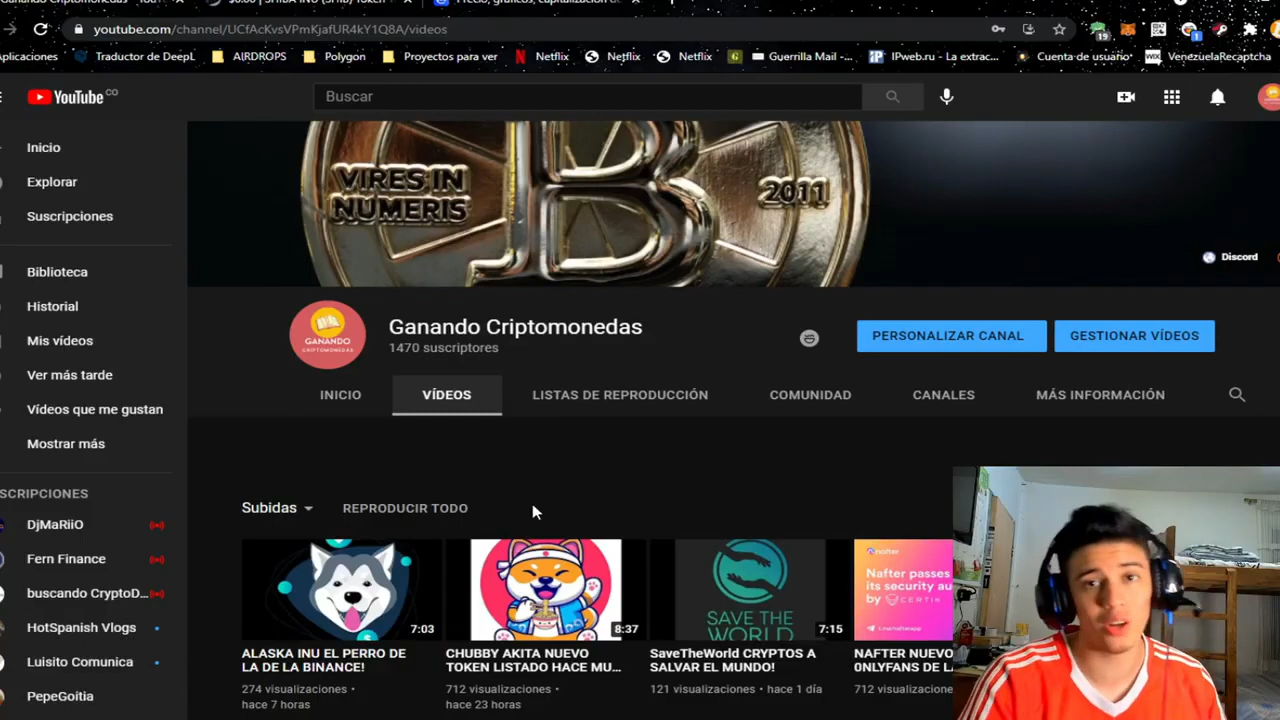 youtube.com/channel/UCfAcKvsVPmKjafUR4kY1Q8A/videos
19
1
Traductor de DeepL
AIRDROPS
Polygon
Proyectos para ver
Netflix
Netflix
Netflix
Guerrilla Mail -...
IPweb.ru - La extrac...
Cuenta de usuario
WIX
VenezuelaRecaptcha
YouTube CO
Buscar
Inicio
Explorar
Suscripciones
Biblioteca
Historial
Mis vídeos
Ver más tarde
Vídeos que me gustan
Mostrar más
SCRIPCIONES
DjMaRiiO
Fern Finance
buscando CryptoD...
HotSpanish Vlogs
Luisito Comunica
PepeGoitia
VIRES IN
NUMERIS
B
2011
Discord
GANANDO
CRIPTOMONEDAS
Ganando Criptomonedas
1470 suscriptores
PERSONALIZAR CANAL
GESTIONAR VÍDEOS
INICIO
VÍDEOS
LISTAS DE REPRODUCCIÓN
COMUNIDAD
CANALES
MÁS INFORMACIÓN
Subidas
REPRODUCIR TODO
7:03
ALASKA INU EL PERRO DE
LA DE LA BINANCE!
274 visualizaciones •
hace 7 horas
8:37
CHUBBY AKITA NUEVO
TOKEN LISTADO HACE MU...
712 visualizaciones •
hace 23 horas
SAVE THE
WORLD
7:15
SaveTheWorld CRYPTOS A
SALVAR EL MUNDO!
121 visualizaciones • hace 1 día
nafter
Nafter passes
its security au
by CERTIK
NAFTER NUEVO
0NLYFANS DE LA
712 visualizaciones